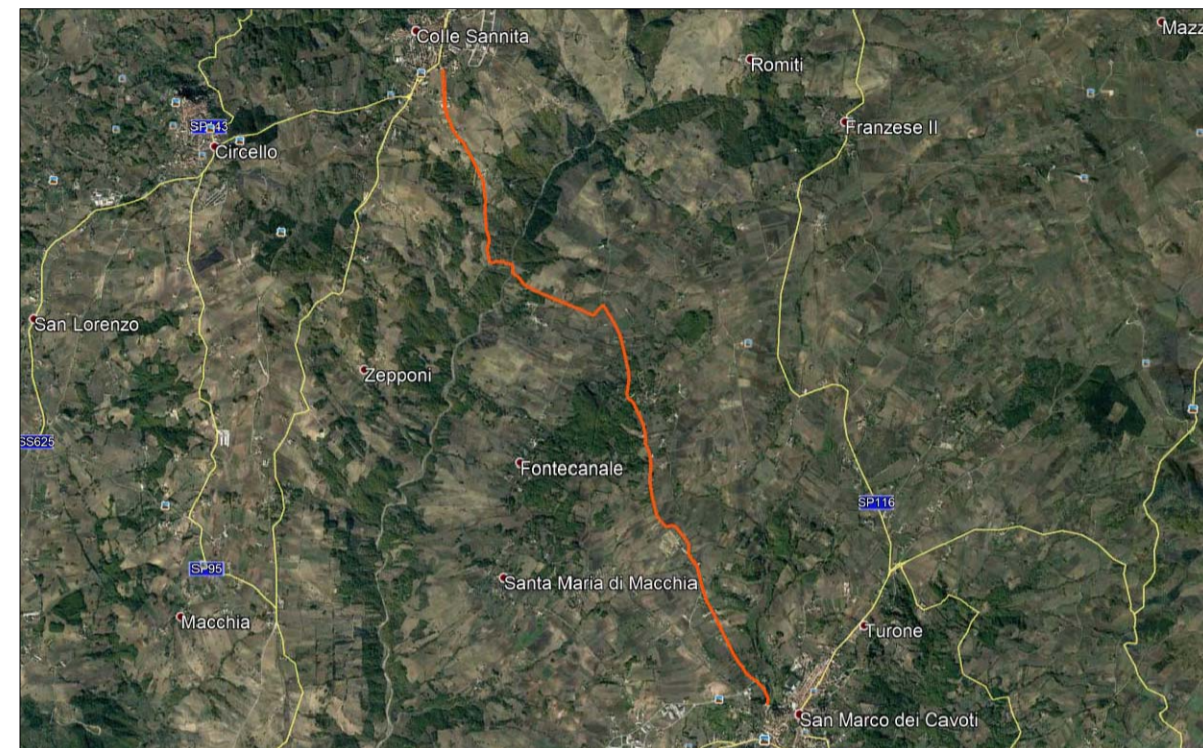 Mazz
Colle Sannita
Romiti
SP143
Franzese II
Circello
San Lorenzo
Zepponi
SS625
Fontecanale
SP116
SP95
Santa Maria di Macchia
Macchia
Turone
San Marco dei Cavoti